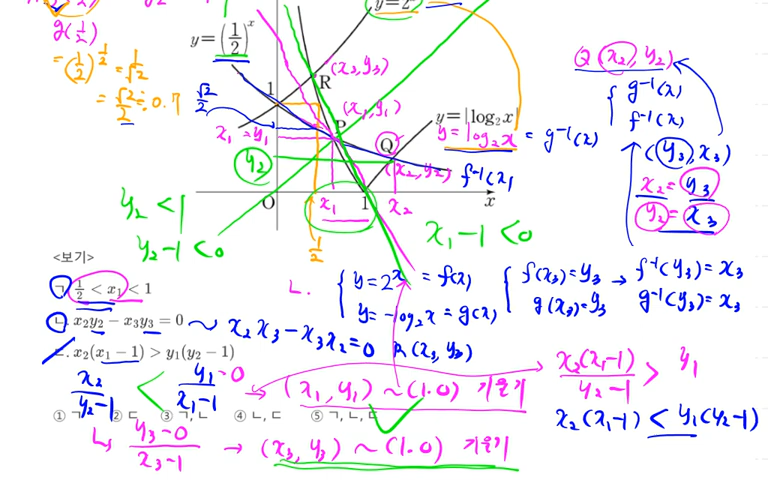 g(1/2)
= (1/2)^{1/2} = 1/√2
= √2/2 ≒ 0.7
y=(1/2)^x
y=2
R
(x₃, y₃)
1
√2/2
(x₁, y₁)
P
x₁ = y₁
y=|log₂x|
y = log₂x = g⁻¹(x)
Q
(x₂, y₂)
f⁻¹(x)
y₂
O
x₁
1
x₂
x
1/2
y₂ < 1
y₂-1 < 0
x₁-1 < 0
Q (x₂, y₂)
g⁻¹(x)
f⁻¹(x)
(y₃, x₃)
x₂ = y₃
y₂ = x₃
<보기>
ㄱ. 1/2 < x₁ < 1
ㄴ. x₂y₂ - x₃y₃ = 0 ~ x₂x₃ - x₃x₂ = 0 R(x₃, y₃)
ㄷ. x₂(x₁-1) > y₁(y₂-1)
ㄴ. y=2^x = f(x)
y=-log₂x = g(x)
f(x₃)=y₃ → f⁻¹(y₃)=x₃
g(x₃)=y₃ g⁻¹(y₃)=x₃
x₂/(y₂-1) < (y₁-0)/(x₁-1) → (x₁, y₁) ~ (1.0) 기울기
x₂(x₁-1)/(y₂-1) > y₁
x₂(x₁-1) < y₁(y₂-1)
① ㄱ ② ㄷ ③ ㄱ, ㄴ ④ ㄴ, ㄷ ⑤ ㄱ, ㄴ, ㄷ
↳ (y₃-0)/(x₃-1) → (x₃, y₃) ~ (1.0) 기울기